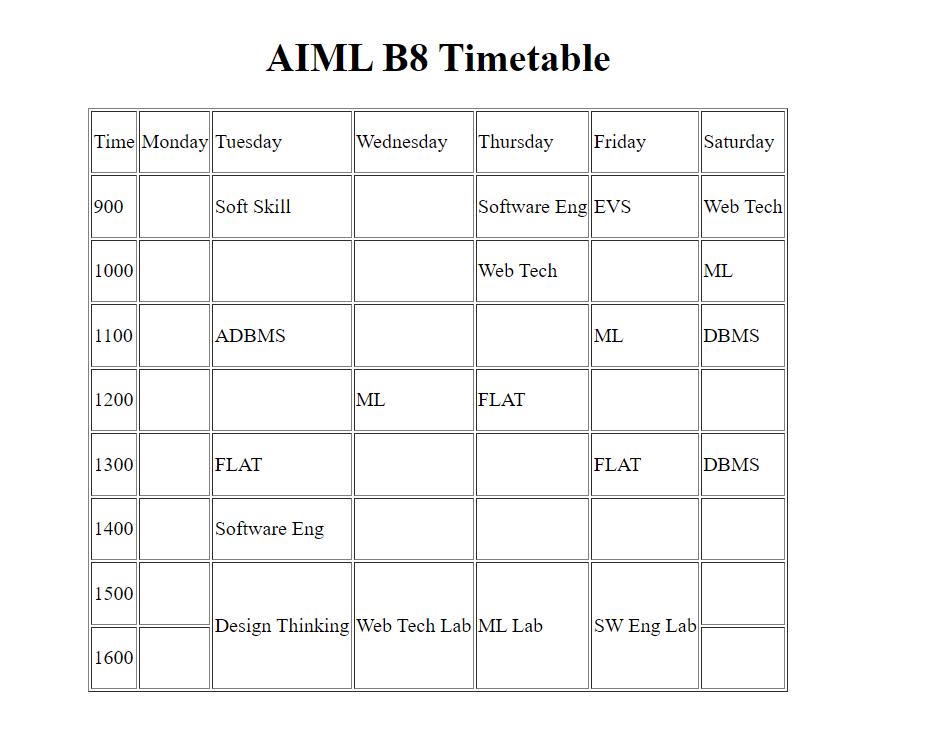 AIML B8 Timetable
Time Monday Tuesday Wednesday Thursday Friday Saturday
900 Soft Skill Software Eng EVS Web Tech
1000 Web Tech ML
1100 ADBMS ML DBMS
1200 ML FLAT
1300 FLAT FLAT DBMS
1400 Software Eng
1500
Design Thinking Web Tech Lab ML Lab SW Eng Lab
1600